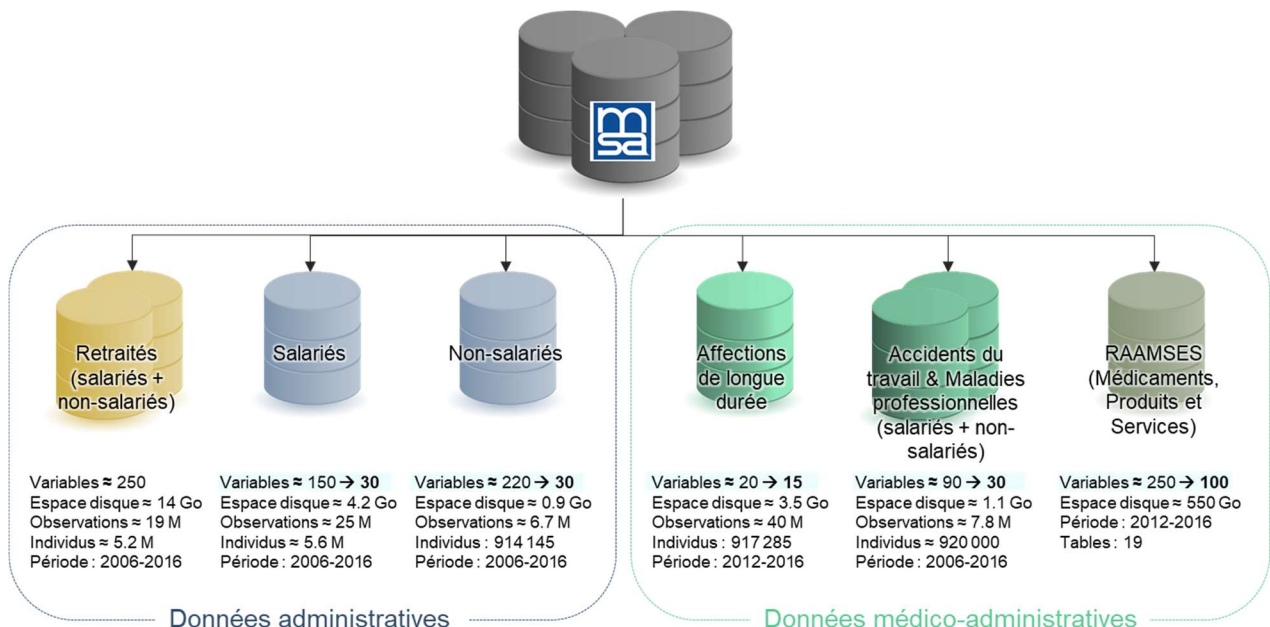 msa
Retraités
(salariés +
non-salariés)
Variables ≈ 250
Espace disque ≈ 14 Go
Observations ≈ 19 M
Individus ≈ 5.2 M
Période : 2006-2016
Salariés
Variables ≈ 150 → 30
Espace disque ≈ 4.2 Go
Observations ≈ 25 M
Individus ≈ 5.6 M
Période : 2006-2016
Non-salariés
Variables ≈ 220 → 30
Espace disque ≈ 0.9 Go
Observations ≈ 6.7 M
Individus : 914 145
Période : 2006-2016
Données administratives
Affections
de longue
durée
Variables ≈ 20 → 15
Espace disque ≈ 3.5 Go
Observations ≈ 40 M
Individus : 917 285
Période : 2012-2016
Accidents du
travail & Maladies
professionnelles
(salariés + non-
salariés)
Variables ≈ 90 → 30
Espace disque ≈ 1.1 Go
Observations ≈ 7.8 M
Individus ≈ 920 000
Période : 2006-2016
RAAMSES
(Médicaments,
Produits et
Services)
Variables ≈ 250 → 100
Espace disque ≈ 550 Go
Période : 2012-2016
Tables : 19
Données médico-administratives